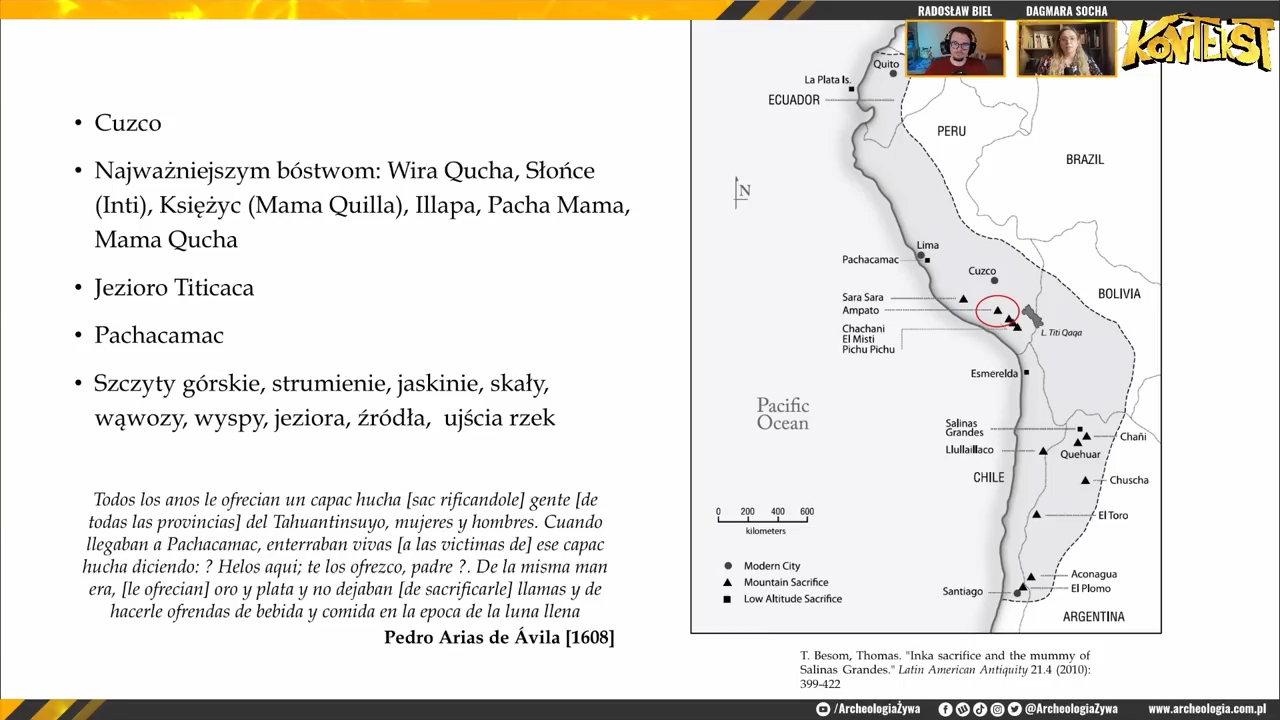 RADOSŁAW BIEL
DAGMARA SOCHA
KONTEKST
• Cuzco
• Najważniejszym bóstwom: Wira Qucha, Słońce
(Inti), Księżyc (Mama Quilla), Illapa, Pacha Mama,
Mama Qucha
• Jezioro Titicaca
• Pachacamac
• Szczyty górskie, strumienie, jaskinie, skały,
wąwozy, wyspy, jeziora, źródła, ujścia rzek
Todos los anos le ofrecian un capac hucha [sac rificandole] gente [de
todas las provincias] del Tahuantinsuyo, mujeres y hombres. Cuando
llegaban a Pachacamac, enterraban vivas [a las victimas de] ese capac
hucha diciendo: ? Helos aqui; te los ofrezco, padre ?. De la misma man
era, [le ofrecian] oro y plata y no dejaban [de sacrificarle] llamas y de
hacerle ofrendas de bebida y comida en la epoca de la luna llena
Pedro Arias de Ávila [1608]
Quito
La Plata Is.
ECUADOR
PERU
BRAZIL
N
Lima
Pachacamac
Cuzco
BOLIVIA
Sara Sara
Ampato
Chachani
El Misti
Pichu Pichu
L. Titi Qaqa
Esmerelda
Pacific
Ocean
Salinas
Grandes
Chañi
Llullaillaco
Quehuar
CHILE
Chuscha
0 200 400 600
kilometers
El Toro
Modern City
Mountain Sacrifice
Low Altitude Sacrifice
Aconagua
El Plomo
Santiago
ARGENTINA
T. Besom, Thomas. "Inka sacrifice and the mummy of
Salinas Grandes." Latin American Antiquity 21.4 (2010):
399-422
/ArcheologiaŻywa
@ArcheologiaŻywa
www.archeologia.com.pl